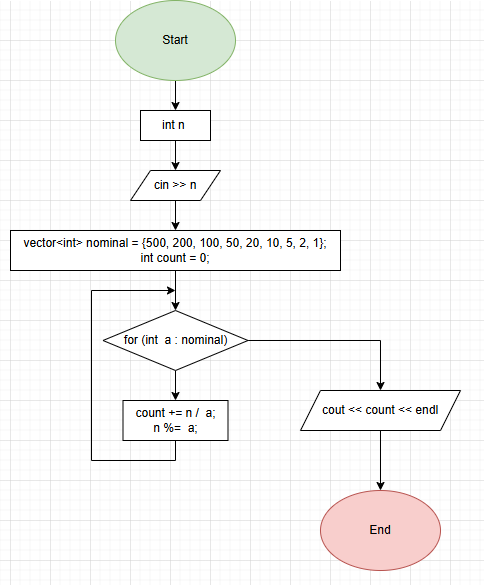 Start
int n
cin >> n
vector<int> nominal = {500, 200, 100, 50, 20, 10, 5, 2, 1};
int count = 0;
for (int a : nominal)
count += n / a;
n %= a;
cout << count << endl
End